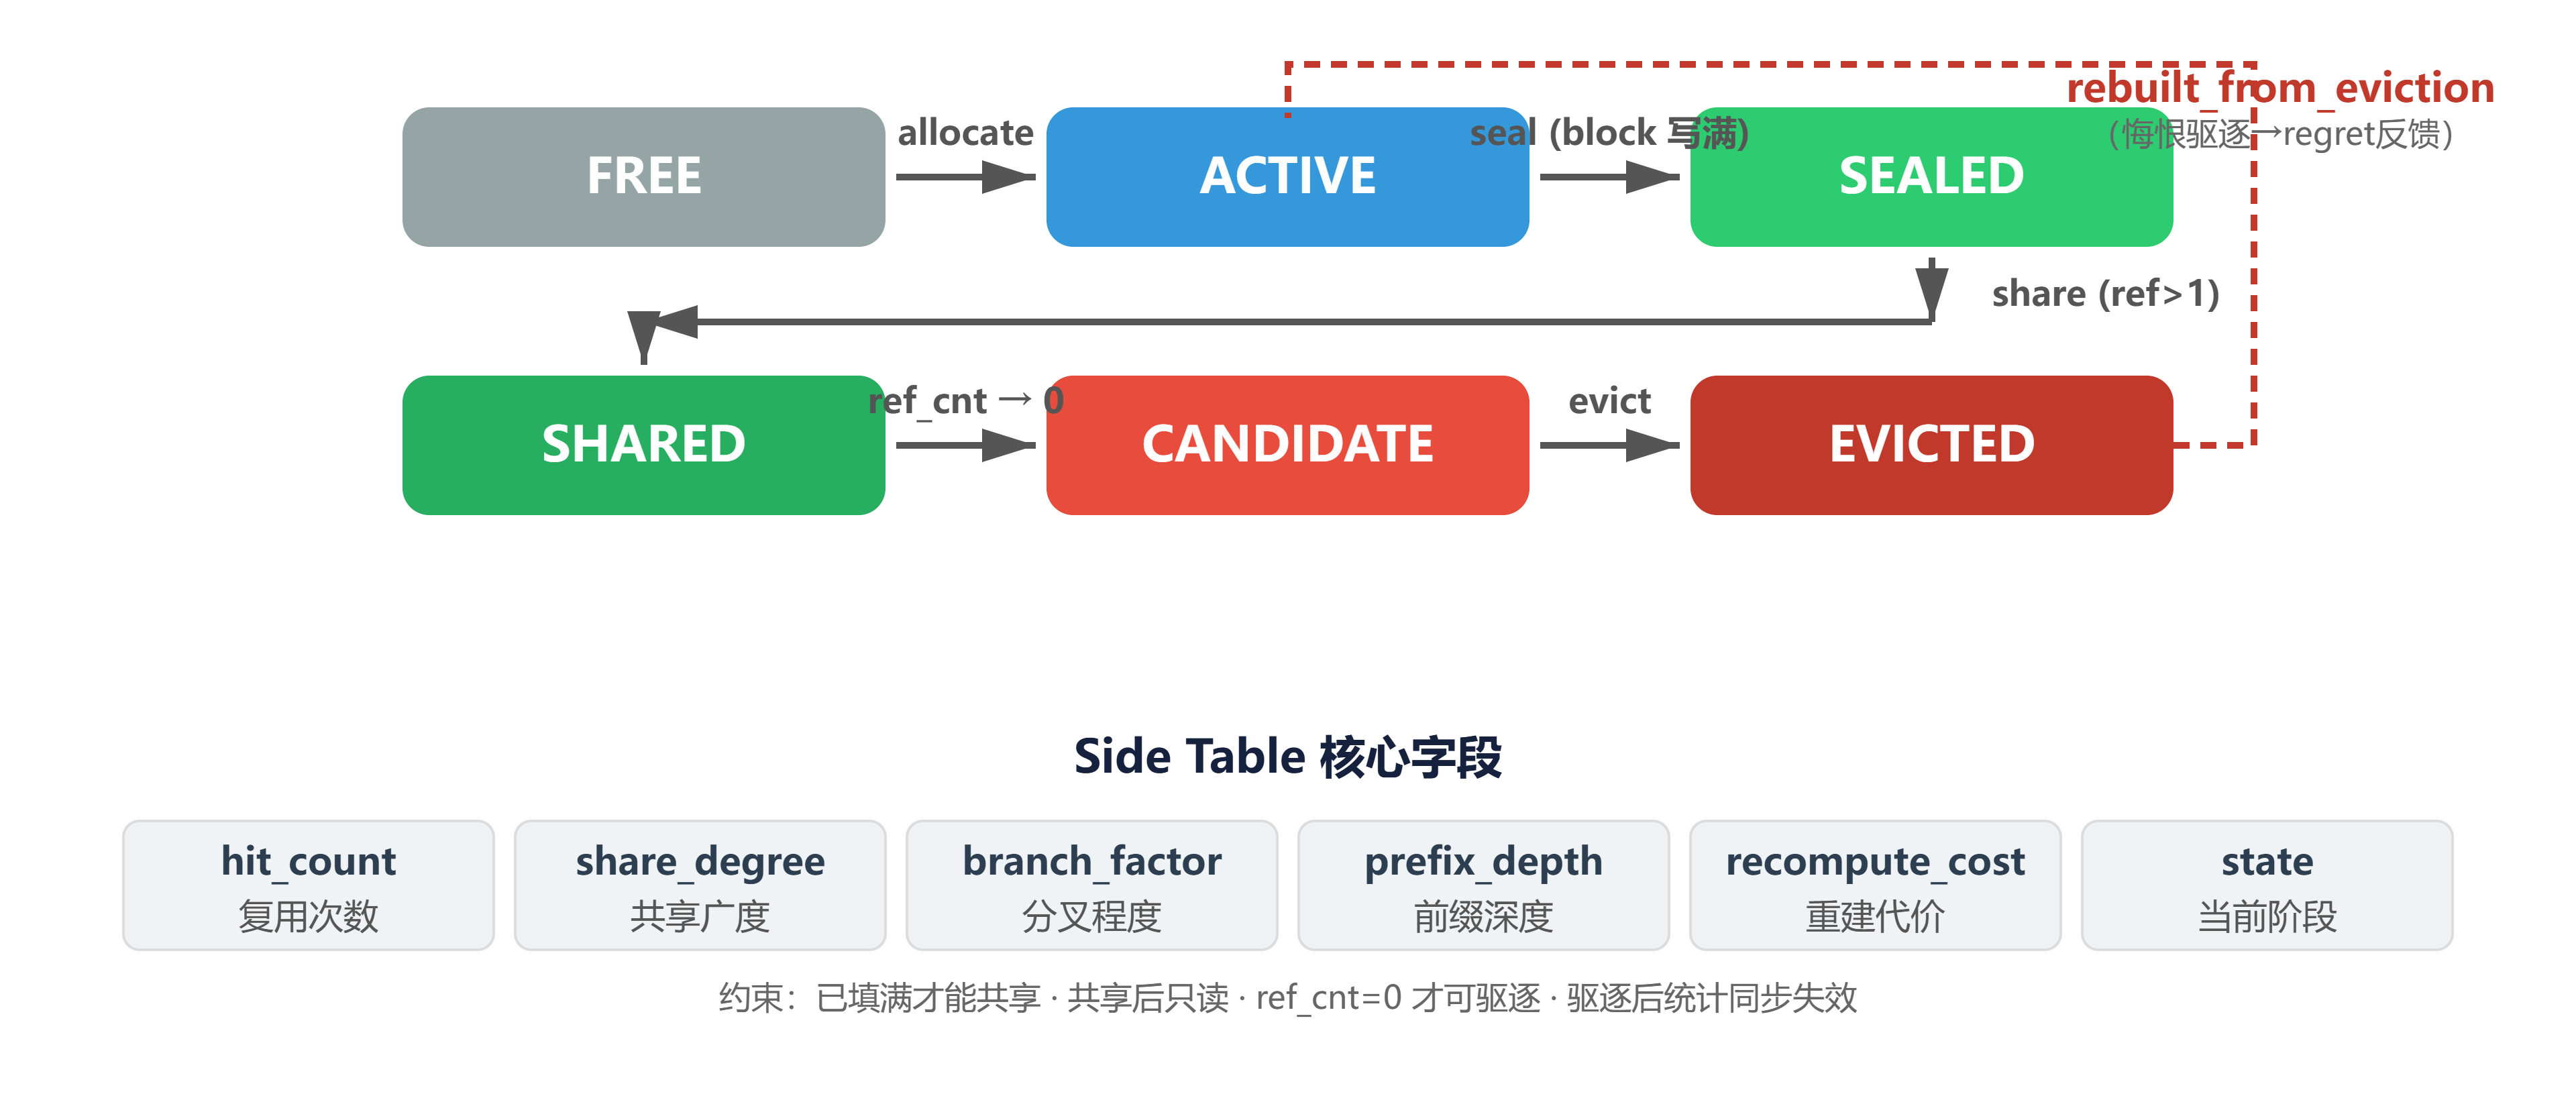 rebuilt_from_eviction
allocate
seal (block 写满)
(悔恨驱逐→regret反馈)
FREE
ACTIVE
SEALED
share (ref>1)
ref_cnt → 0
evict
SHARED
CANDIDATE
EVICTED
Side Table 核心字段
hit_count
复用次数
share_degree
共享广度
branch_factor
分叉程度
prefix_depth
前缀深度
recompute_cost
重建代价
state
当前阶段
约束：已填满才能共享 · 共享后只读 · ref_cnt=0 才可驱逐 · 驱逐后统计同步失效